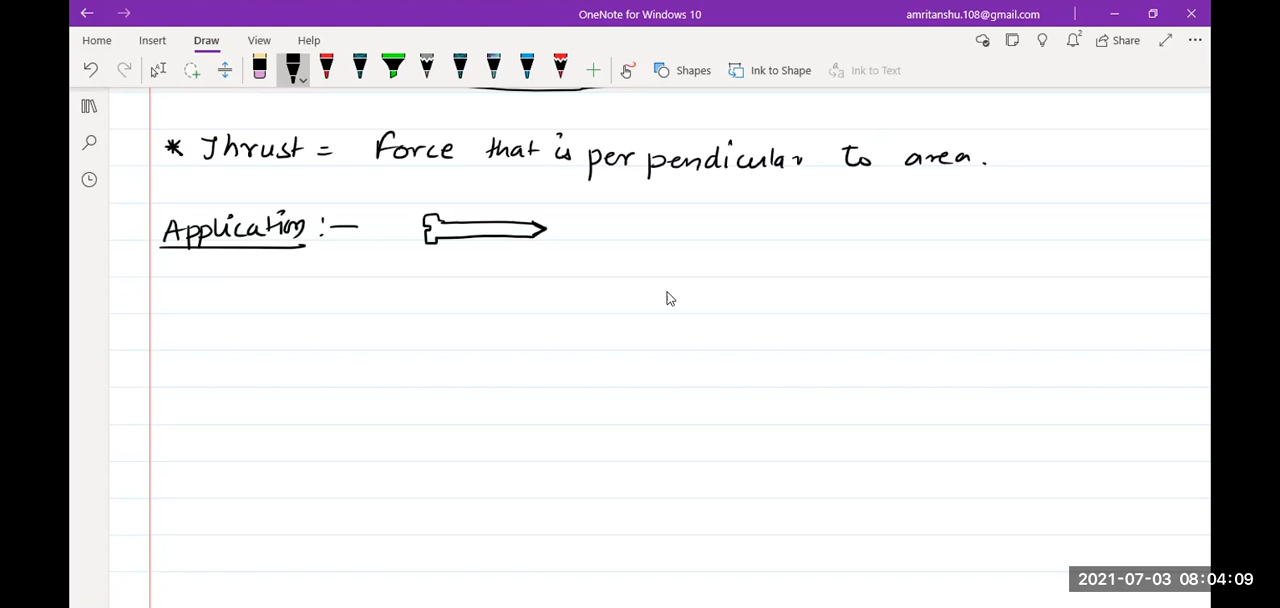 OneNote for Windows 10
amritanshu.108@gmail.com
Home Insert Draw View Help
2 Share
Shapes Ink to Shape Ink to Text
* Thrust = Force that is perpendicular to area.
Application :-
2021-07-03 08:04:09